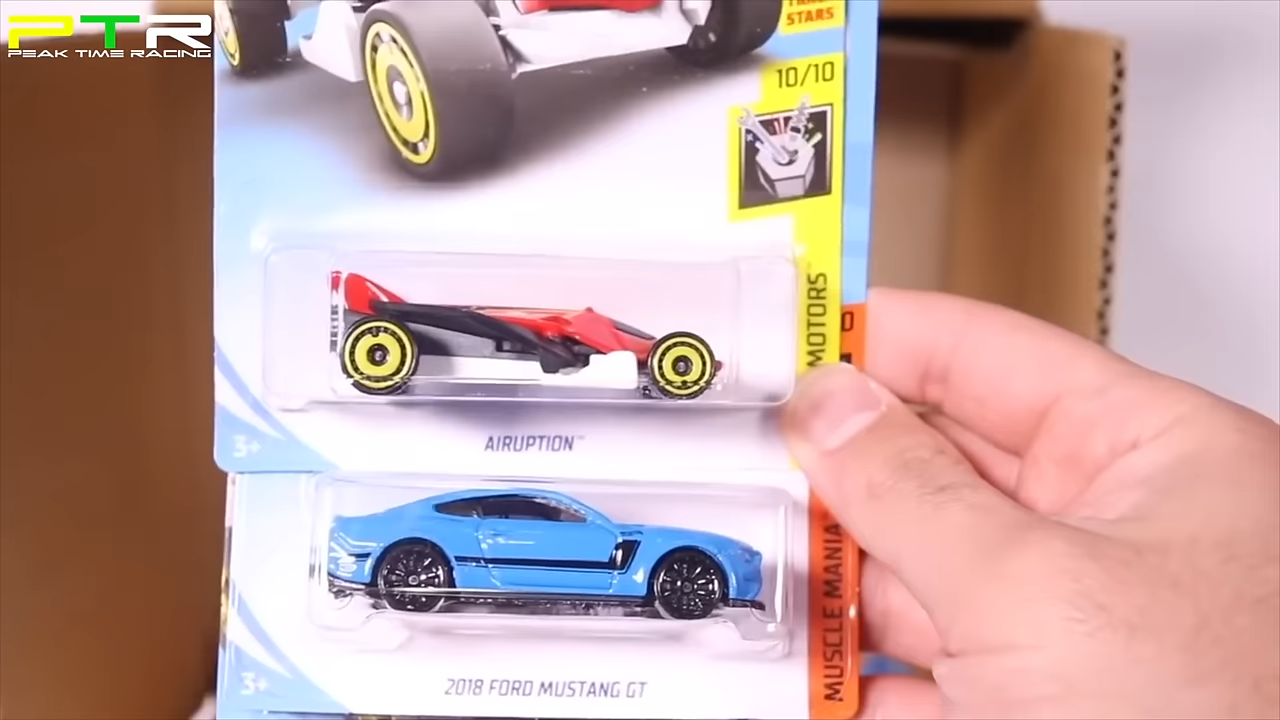 PTR
PEAK TIME RACING
STARS
10/10
MOTORS
AIRUPTION™
3+
MUSCLE MANIA
2018 FORD MUSTANG GT
3+